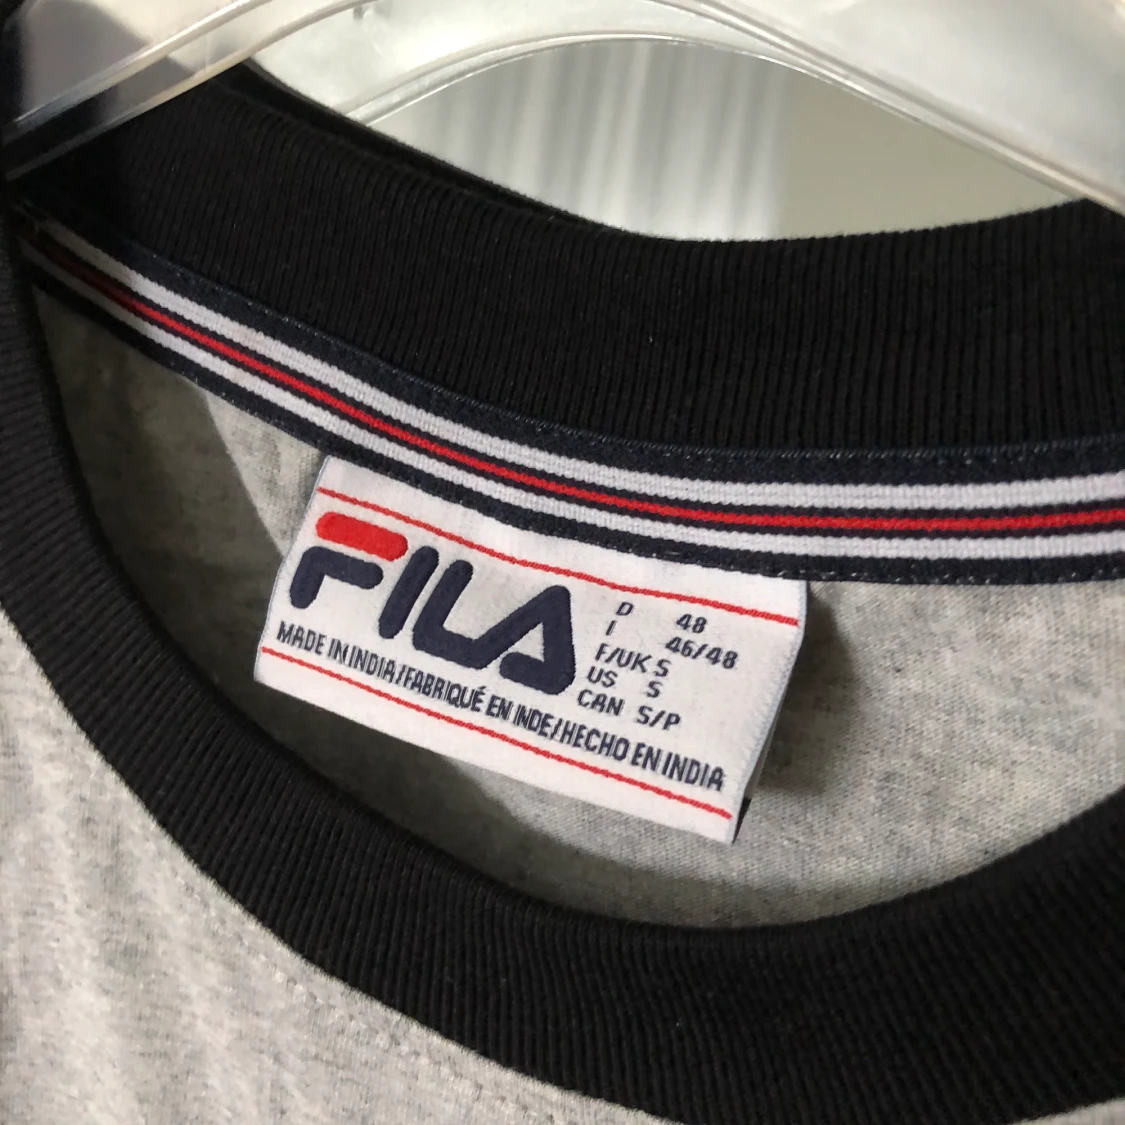 FILA
D 48
I 46/48
F/UK S
US S
CAN S/P
MADE IN INDIA/FABRIQUÉ EN INDE/HECHO EN INDIA